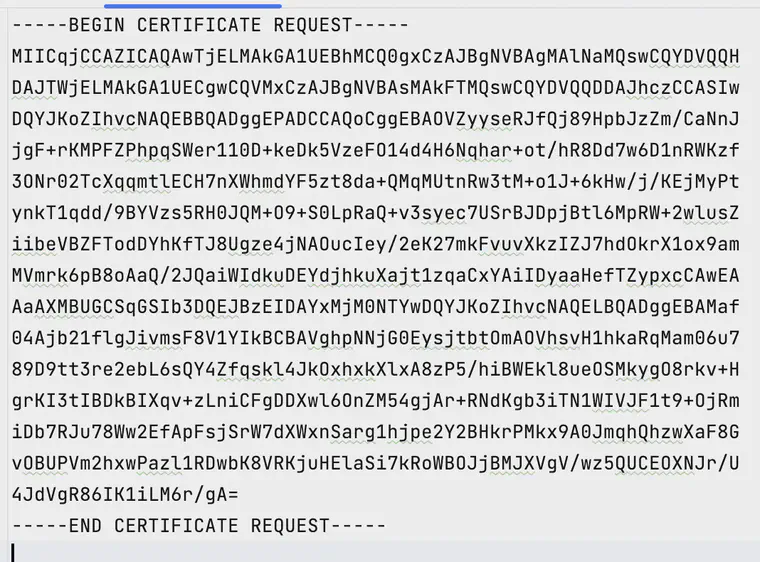 -----BEGIN CERTIFICATE REQUEST-----
MIICqjCCAZICAQAwTjELMAkGA1UEBhMCQ0gxCzAJBgNVBAgMAlNaMQswCQYDVQQH
DAJTWjELMAkGA1UECgwCQVMxCzAJBgNVBAsMAkFTMQswCQYDVQQDDAJhczCCASIw
DQYJKoZIhvcNAQEBBQADggEPADCCAQoCggEBAOVZyyseRJfQj89HpbJzZm/CaNnJ
jgF+rKMPFZPhpqSWer110D+keDk5VzeFO14d4H6Nqhar+ot/hR8Dd7w6D1nRWKzf
3ONr02TcXqqmtlECH7nXWhmdYF5zt8da+QMqMUtnRw3tM+o1J+6kHw/j/KEjMyPt
ynkT1qdd/9BYVzs5RH0JQM+O9+S0LpRaQ+v3syec7USrBJDpjBtl6MpRW+2wlusZ
iibeVBZFTodDYhKfTJ8Ugze4jNAOucIey/2eK27mkFvuvXkzIZJ7hdOkrX1ox9am
MVmrk6pB8oAaQ/2JQaiWIdkuDEYdjhkuXajt1zqaCxYAiIDyaaHefTZypxcCAwEA
AaAXMBUGCSqGSIb3DQEJBzEIDAYxMjM0NTYwDQYJKoZIhvcNAQELBQADggEBAMaf
04Ajb21flgJivmsF8V1YIkBCBAVghpNNjG0EysjtbtOmAOVhsvH1hkaRqMam06u7
89D9tt3re2ebL6sQY4Zfqskl4JkOxhxkXlxA8zP5/hiBWEkl8ueOSMkygO8rkv+H
grKI3tIBDkBIXqv+zLniCFgDDXwl6OnZM54gjAr+RNdKgb3iTN1WIVJF1t9+OjRm
iDb7RJu78Ww2EfApFsjSrW7dXWxnSarg1hjpe2Y2BHkrPMkx9A0JmqhQhzwXaF8G
vOBUPVm2hxwPazl1RDwbK8VRKjuHElaSi7kRoWBOJjBMJXVgV/wz5QUCEOXNJr/U
4JdVgR86IK1iLM6r/gA=
-----END CERTIFICATE REQUEST-----